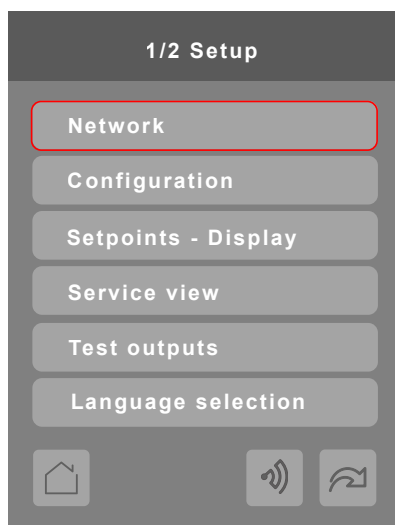 1/2 Setup
Network
Configuration
Setpoints - Display
Service view
Test outputs
Language selection